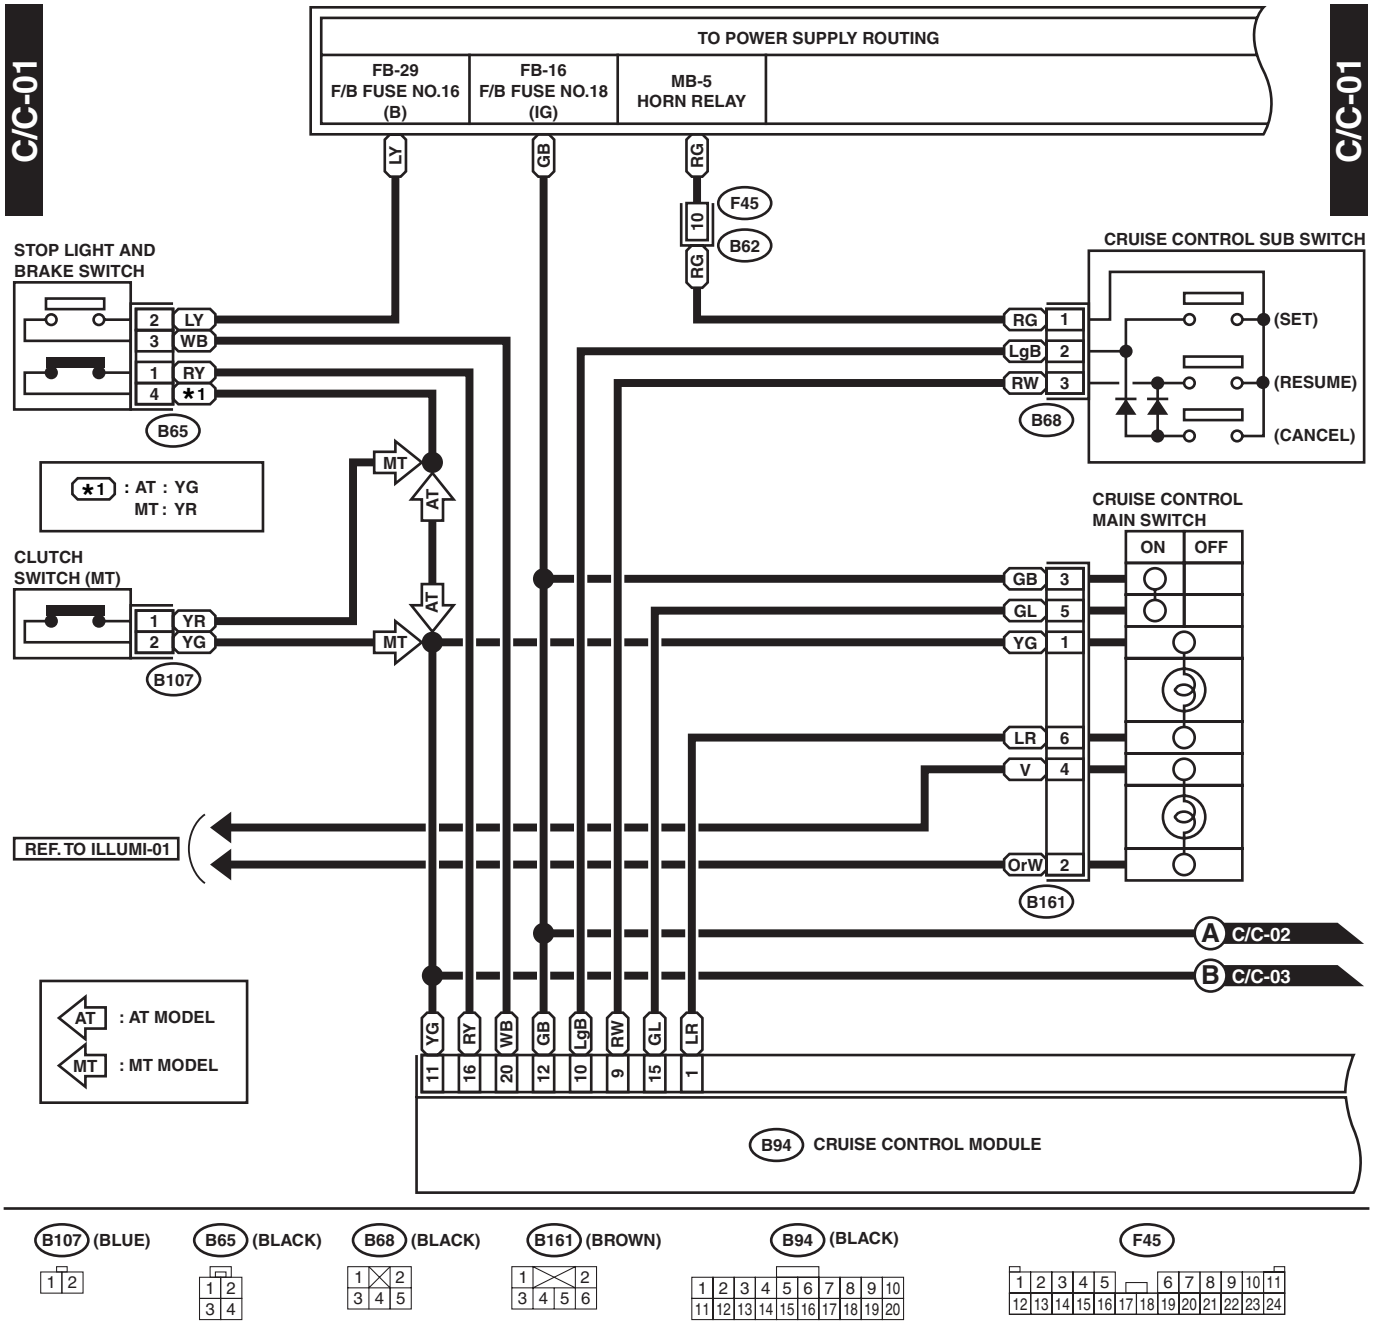 C/C-01
C/C-01
TO POWER SUPPLY ROUTING
FB-29
F/B FUSE NO.16
(B)
FB-16
F/B FUSE NO.18
(IG)
MB-5
HORN RELAY
LY
GB
RG
10
F45
B62
RG
STOP LIGHT AND
BRAKE SWITCH
2 LY
3 WB
1 RY
4 *1
B65
*1 : AT : YG
MT : YR
CLUTCH
SWITCH (MT)
1 YR
2 YG
B107
MT
AT
AT
MT
CRUISE CONTROL SUB SWITCH
RG 1
LgB 2
RW 3
B68
(SET)
(RESUME)
(CANCEL)
CRUISE CONTROL
MAIN SWITCH
ON OFF
GB 3
GL 5
YG 1
LR 6
V 4
OrW 2
B161
REF. TO ILLUMI-01
A C/C-02
B C/C-03
AT : AT MODEL
MT : MT MODEL
YG RY WB GB LgB RW GL LR
11 16 20 12 10 9 15 1
B94 CRUISE CONTROL MODULE
B107 (BLUE)
1 2
B65 (BLACK)
1 2
3 4
B68 (BLACK)
1 2
3 4 5
B161 (BROWN)
1 2
3 4 5 6
B94 (BLACK)
1 2 3 4 5 6 7 8 9 10
11 12 13 14 15 16 17 18 19 20
F45
1 2 3 4 5 6 7 8 9 10 11
12 13 14 15 16 17 18 19 20 21 22 23 24